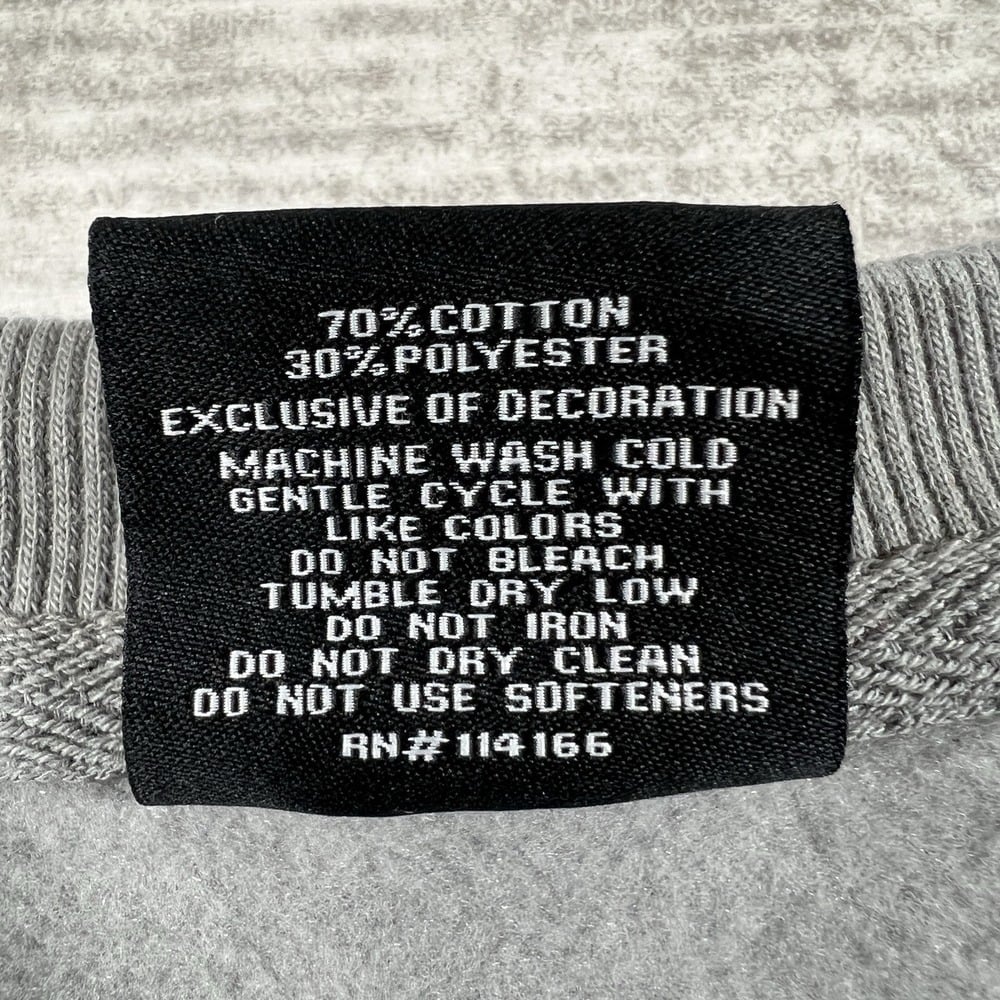 70% COTTON
30% POLYESTER
EXCLUSIVE OF DECORATION
MACHINE WASH COLD
GENTLE CYCLE WITH
LIKE COLORS
DO NOT BLEACH
TUMBLE DRY LOW
DO NOT IRON
DO NOT DRY CLEAN
DO NOT USE SOFTENERS
RN# 114166